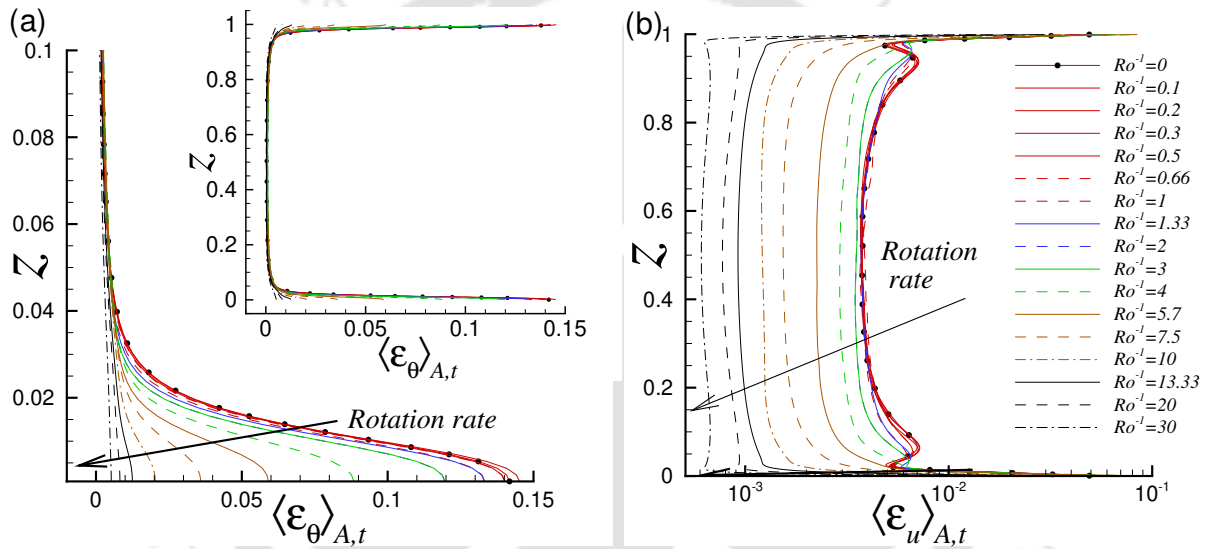 (a)
0.1
0.08
0.06
0.04
0.02
Z
0
0.05
0.1
0.15
⟨ε_θ⟩_{A,t}
Rotation rate
1
0.8
0.6
0.4
0.2
0
Z
0
0.05
0.1
0.15
⟨ε_θ⟩_{A,t}
(b)
1
0.8
0.6
0.4
0.2
0
Z
10^{-3}
10^{-2}
10^{-1}
⟨ε_u⟩_{A,t}
Rotation
rate
Ro^{-1}=0
Ro^{-1}=0.1
Ro^{-1}=0.2
Ro^{-1}=0.3
Ro^{-1}=0.5
Ro^{-1}=0.66
Ro^{-1}=1
Ro^{-1}=1.33
Ro^{-1}=2
Ro^{-1}=3
Ro^{-1}=4
Ro^{-1}=5.7
Ro^{-1}=7.5
Ro^{-1}=10
Ro^{-1}=13.33
Ro^{-1}=20
Ro^{-1}=30